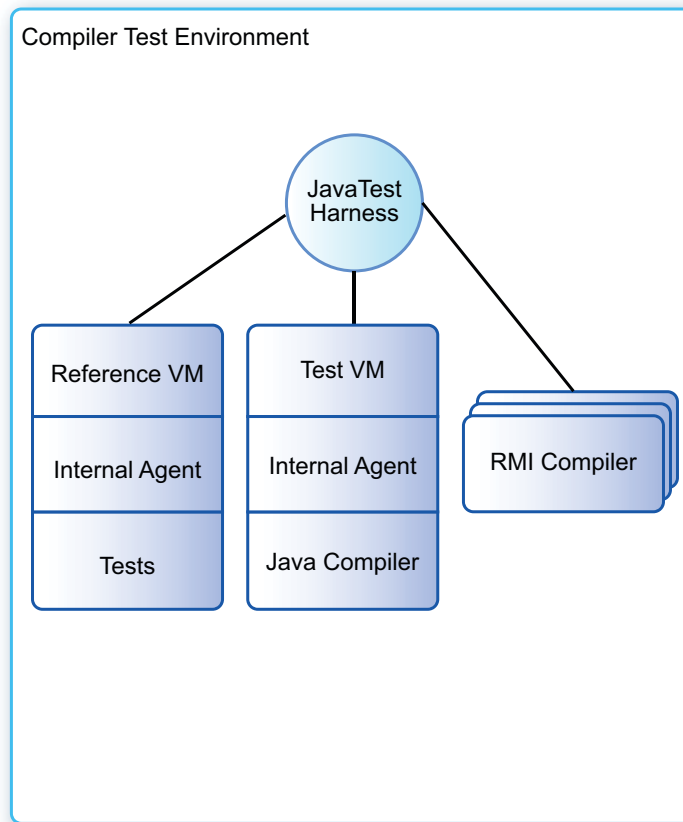 Compiler Test Environment
JavaTest
Harness
Reference VM
Internal Agent
Tests
Test VM
Internal Agent
Java Compiler
RMI Compiler